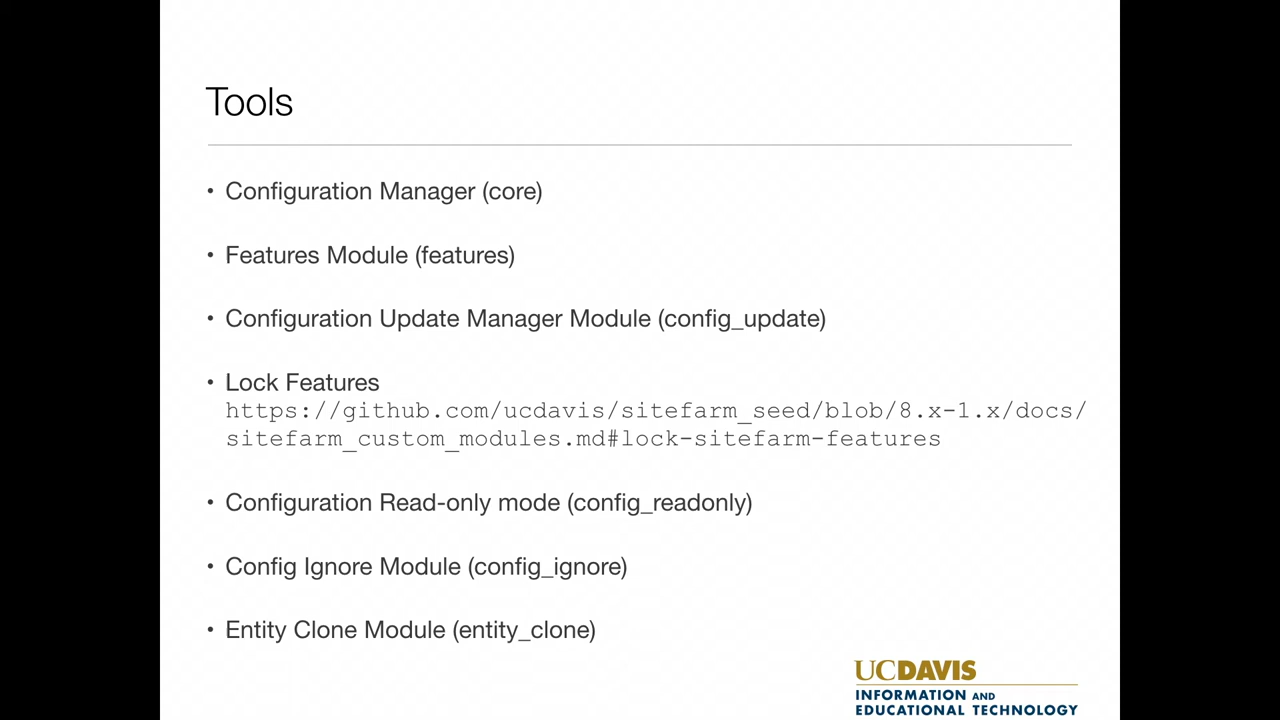 Tools
• Configuration Manager (core)
• Features Module (features)
• Configuration Update Manager Module (config_update)
• Lock Features
https://github.com/ucdavis/sitefarm_seed/blob/8.x-1.x/docs/
sitefarm_custom_modules.md#lock-sitefarm-features
• Configuration Read-only mode (config_readonly)
• Config Ignore Module (config_ignore)
• Entity Clone Module (entity_clone)
UCDAVIS
INFORMATION AND
EDUCATIONAL TECHNOLOGY